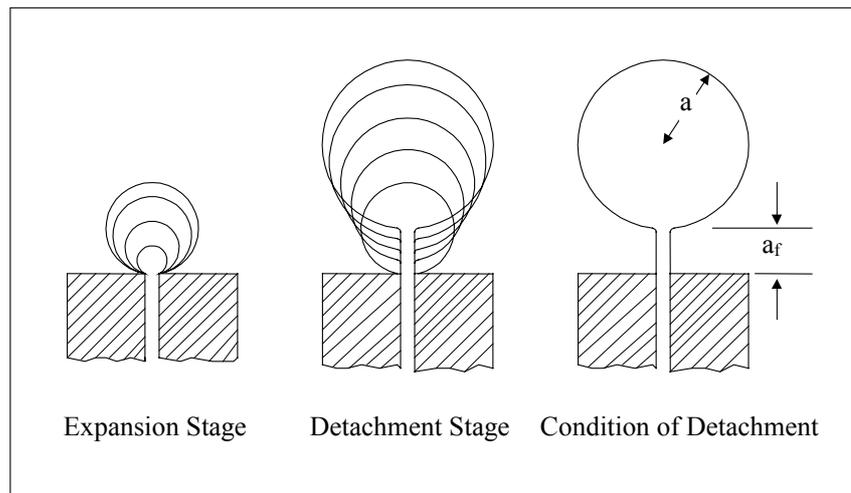 a
a_f
Expansion Stage
Detachment Stage
Condition of Detachment